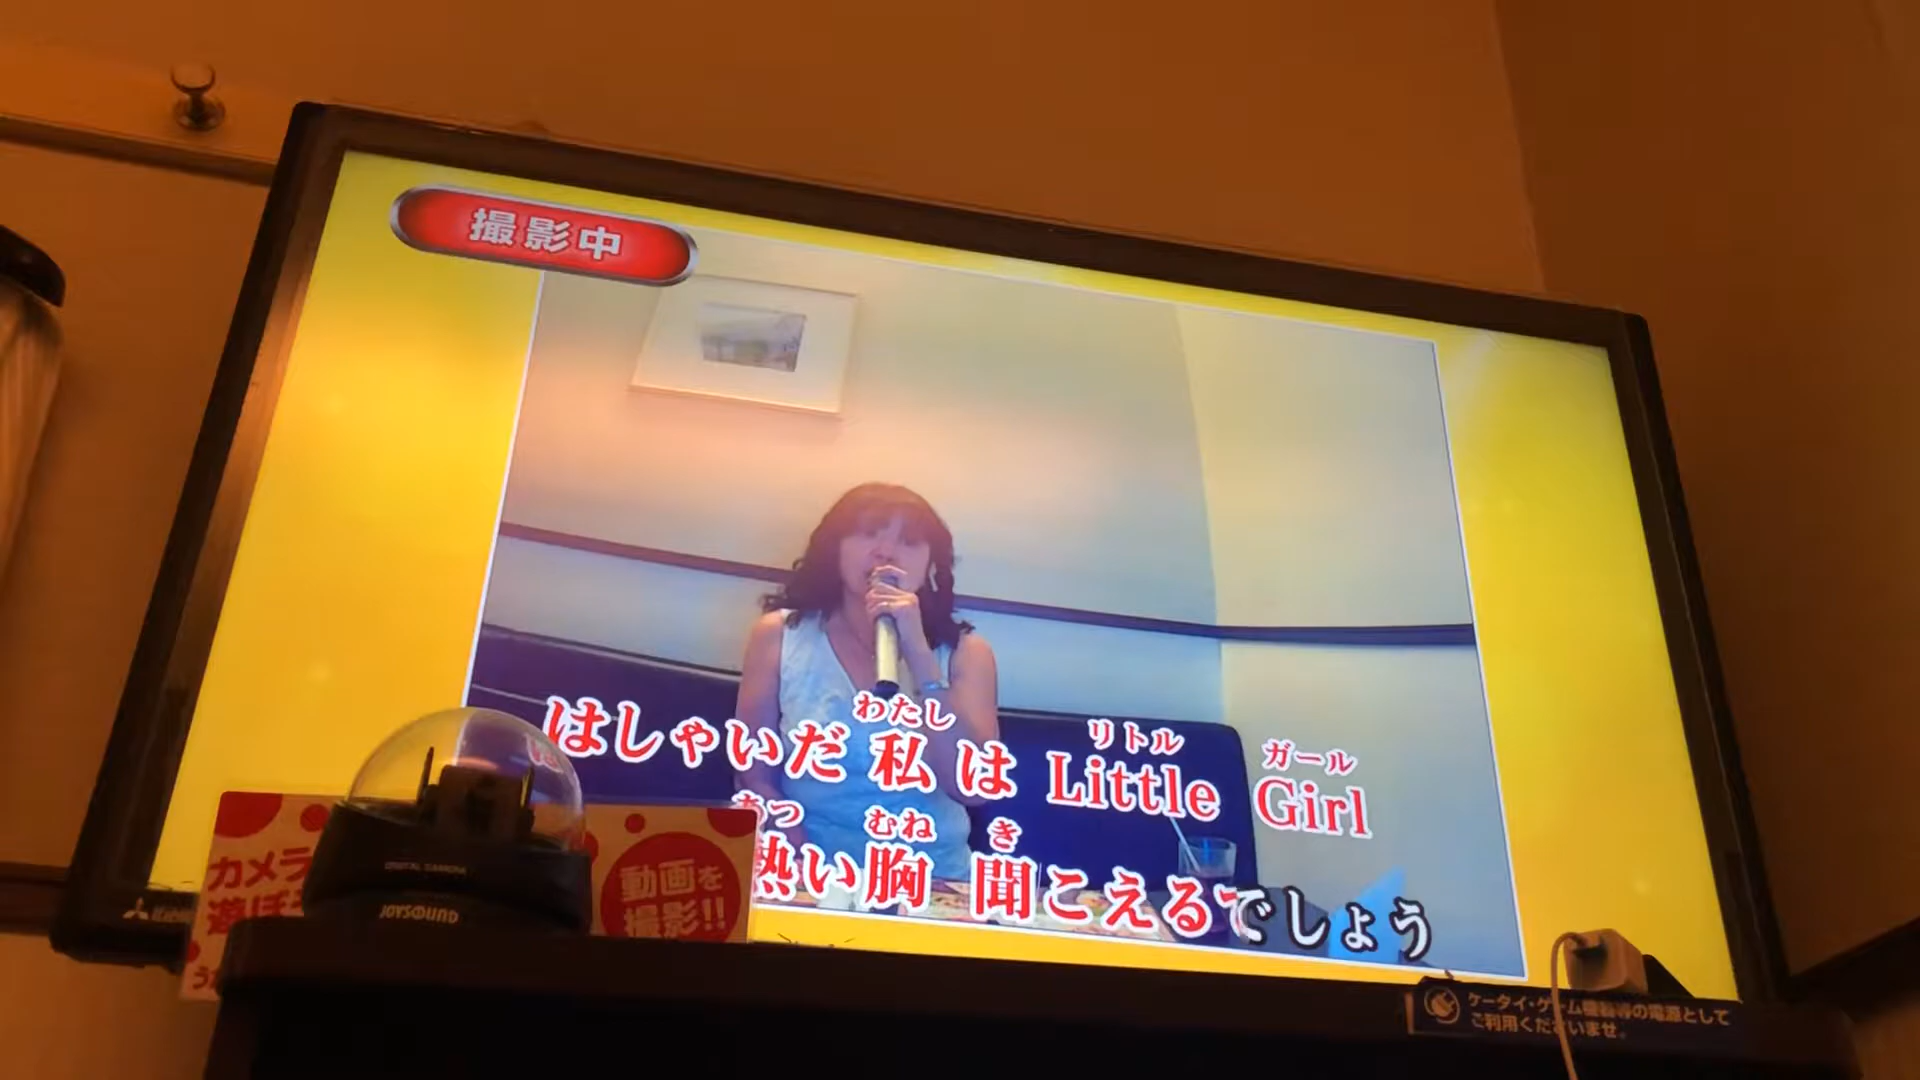 撮影中
わたし リトル ガール
はしゃいだ 私 は Little Girl
あつ むね き
熱い胸 聞こえるでしょう
カメラ
遊ぼ
動画を
撮影!!
DIGITAL CAMERA
JOYSOUND
ケータイ・ゲーム機器等の電源として
ご利用くださいませ。